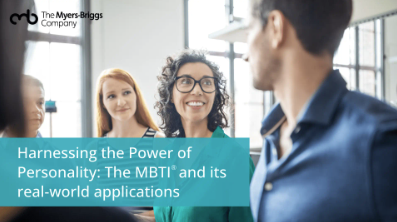 The Myers-Briggs
Company
Harnessing the Power of
Personality: The MBTI® and its
real-world applications